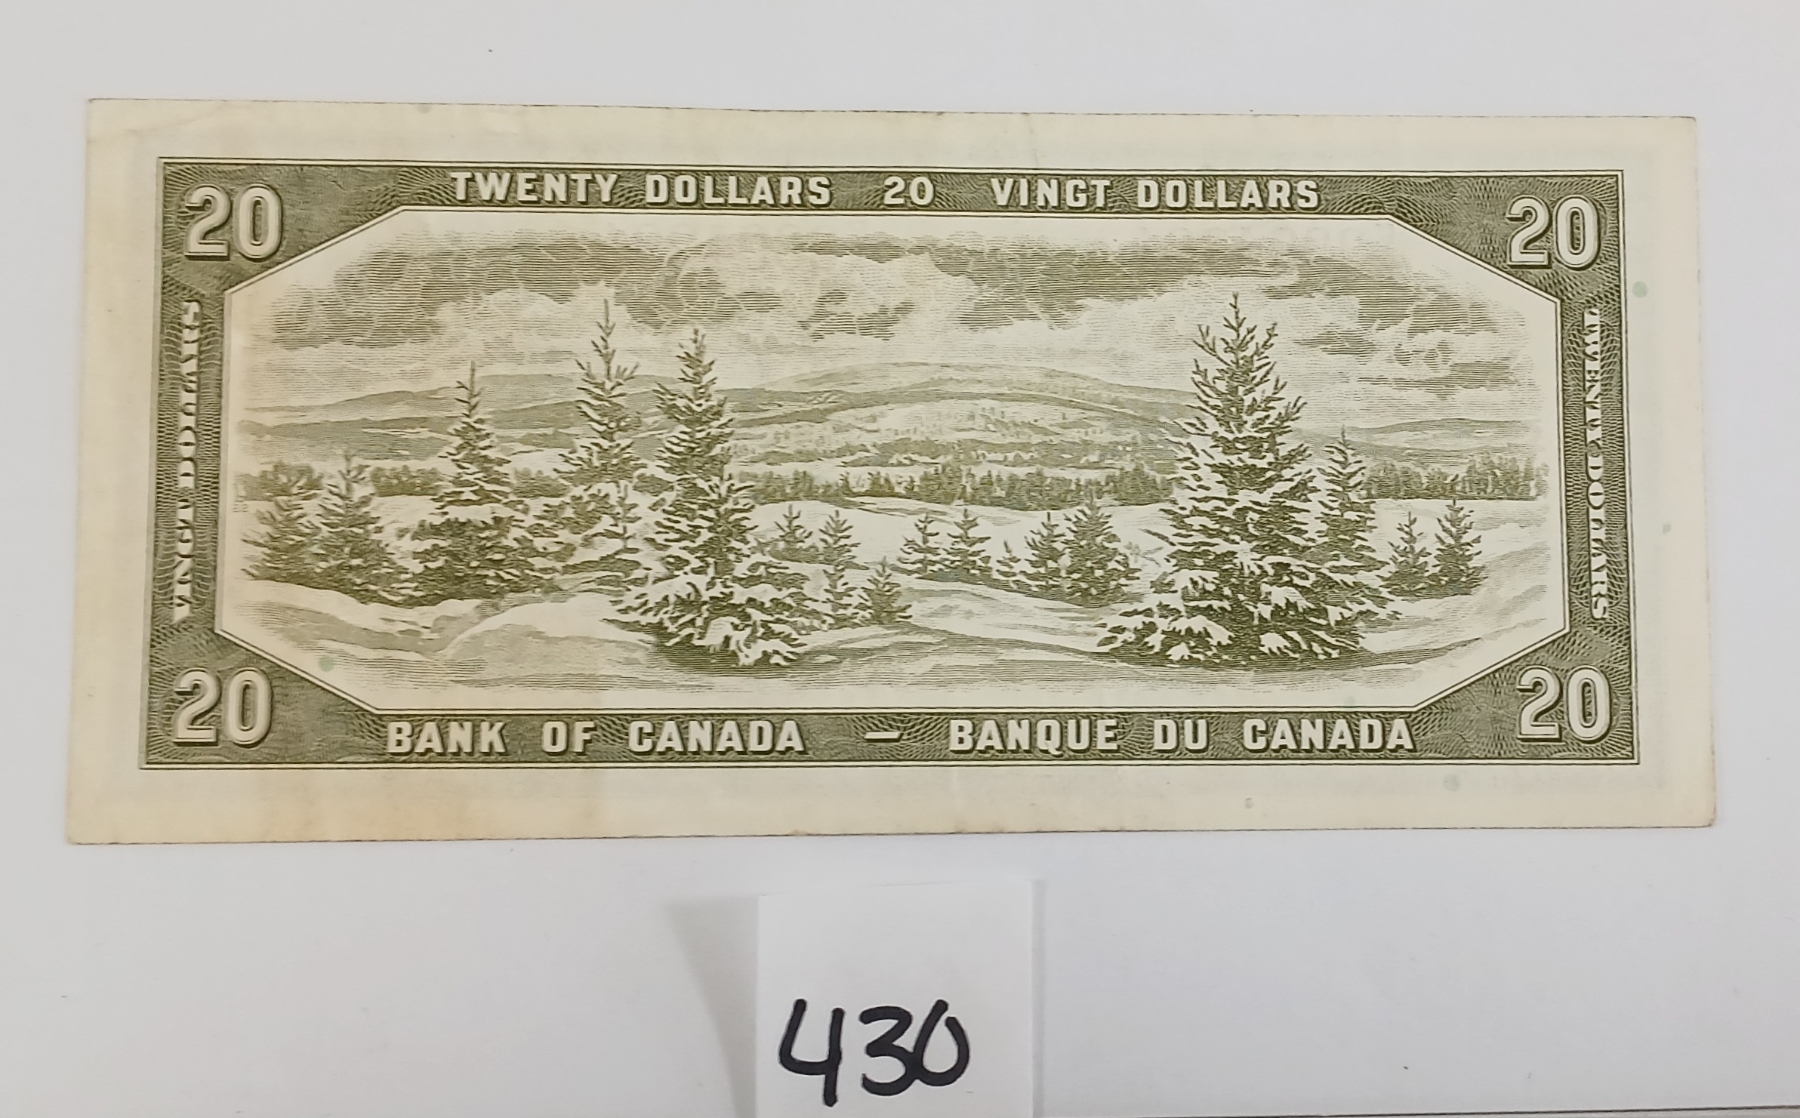 TWENTY DOLLARS 20 VINGT DOLLARS
20
20
VINGT DOLLARS
TWENTY DOLLARS
20
20
BANK OF CANADA — BANQUE DU CANADA
430